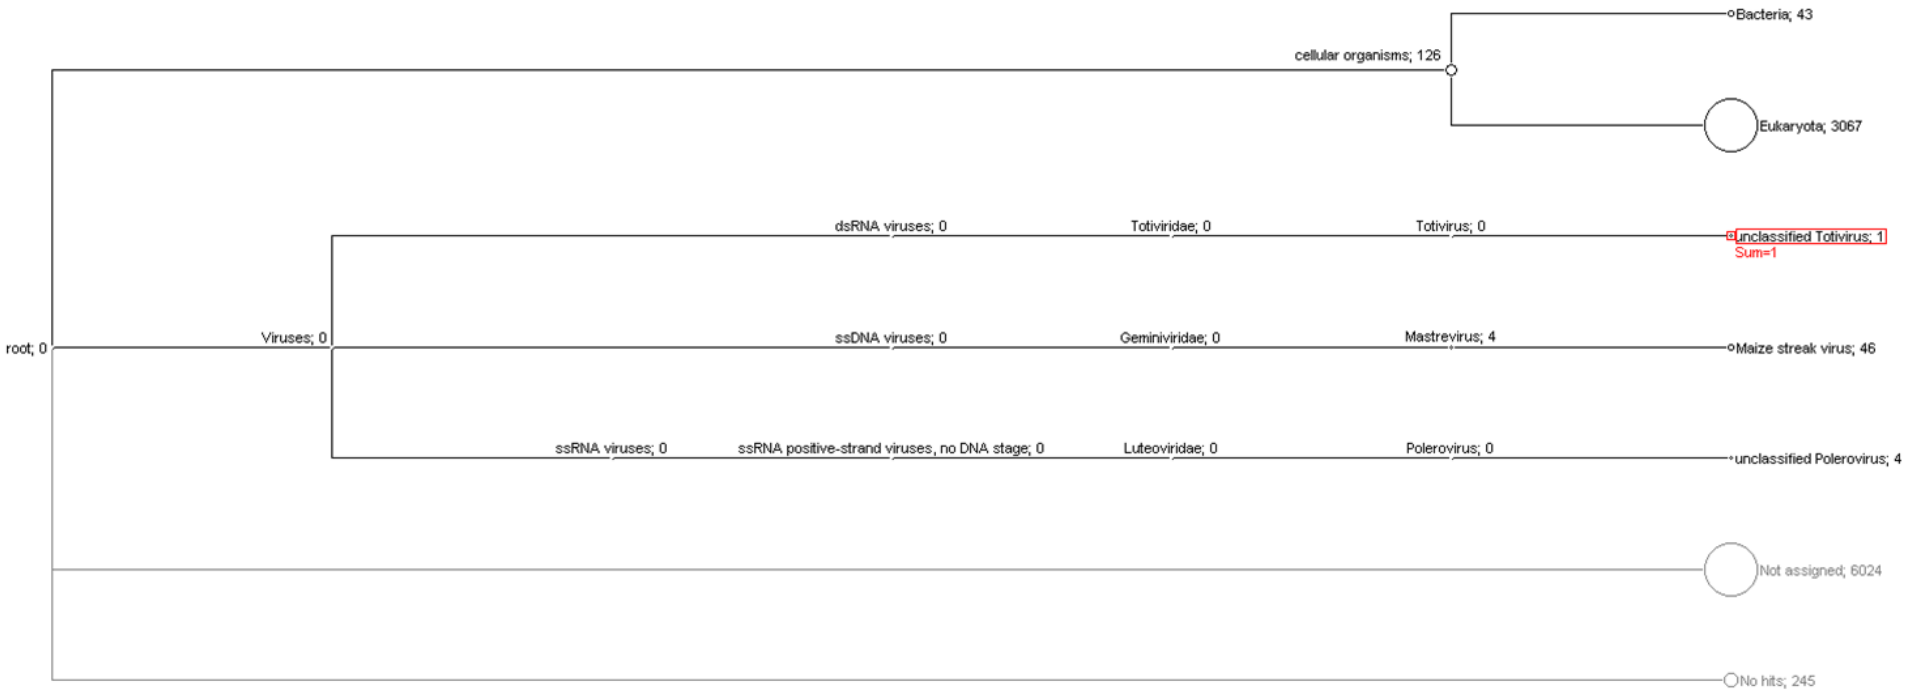 Bacteria; 43
cellular organisms; 126
Eukaryota; 3067
dsRNA viruses; 0 Totiviridae; 0 Totivirus; 0 unclassified Totivirus; 1
Sum=1
root; 0 Viruses; 0 ssDNA viruses; 0 Geminiviridae; 0 Mastrevirus; 4 Maize streak virus; 46
ssRNA viruses; 0 ssRNA positive-strand viruses, no DNA stage; 0 Luteoviridae; 0 Polerovirus; 0 unclassified Polerovirus; 4
Not assigned; 6024
No hits; 245